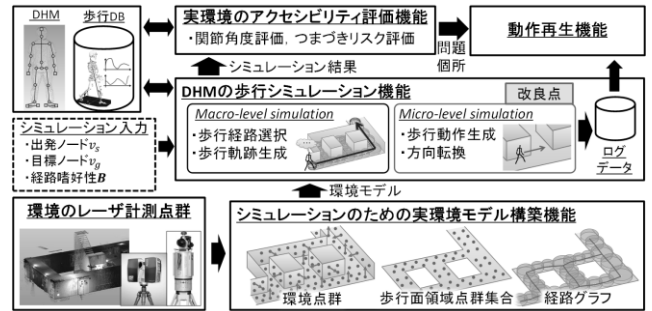 DHM 歩行DB
実環境のアクセシビリティ評価機能
・関節角度評価，つまづきリスク評価
問題
個所
動作再生機能
シミュレーション結果
DHMの歩行シミュレーション機能
改良点
Macro-level simulation
・歩行経路選択
・歩行軌跡生成
Micro-level simulation
・歩行動作生成
・方向転換
ログ
データ
シミュレーション入力
・出発ノードvs
・目標ノードvg
・経路嗜好性B
環境モデル
環境のレーザ計測点群
シミュレーションのための実環境モデル構築機能
環境点群
歩行面領域点群集合
経路グラフ